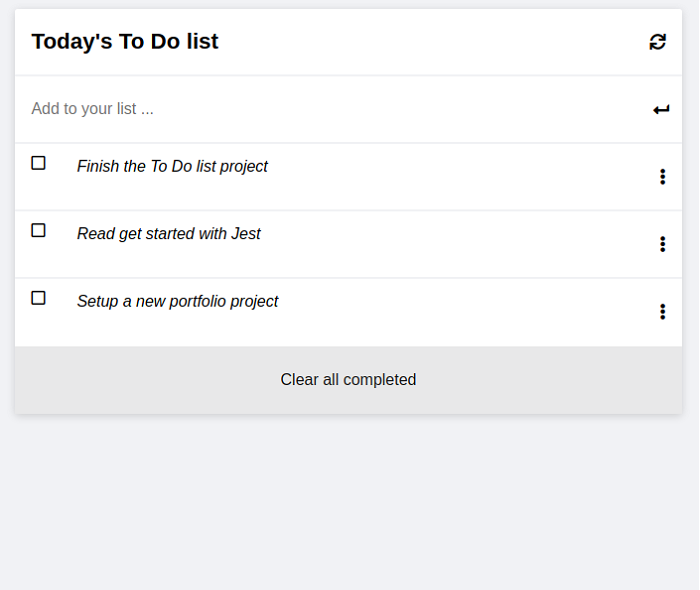 Today's To Do list
Add to your list ...
Finish the To Do list project
Read get started with Jest
Setup a new portfolio project
Clear all completed